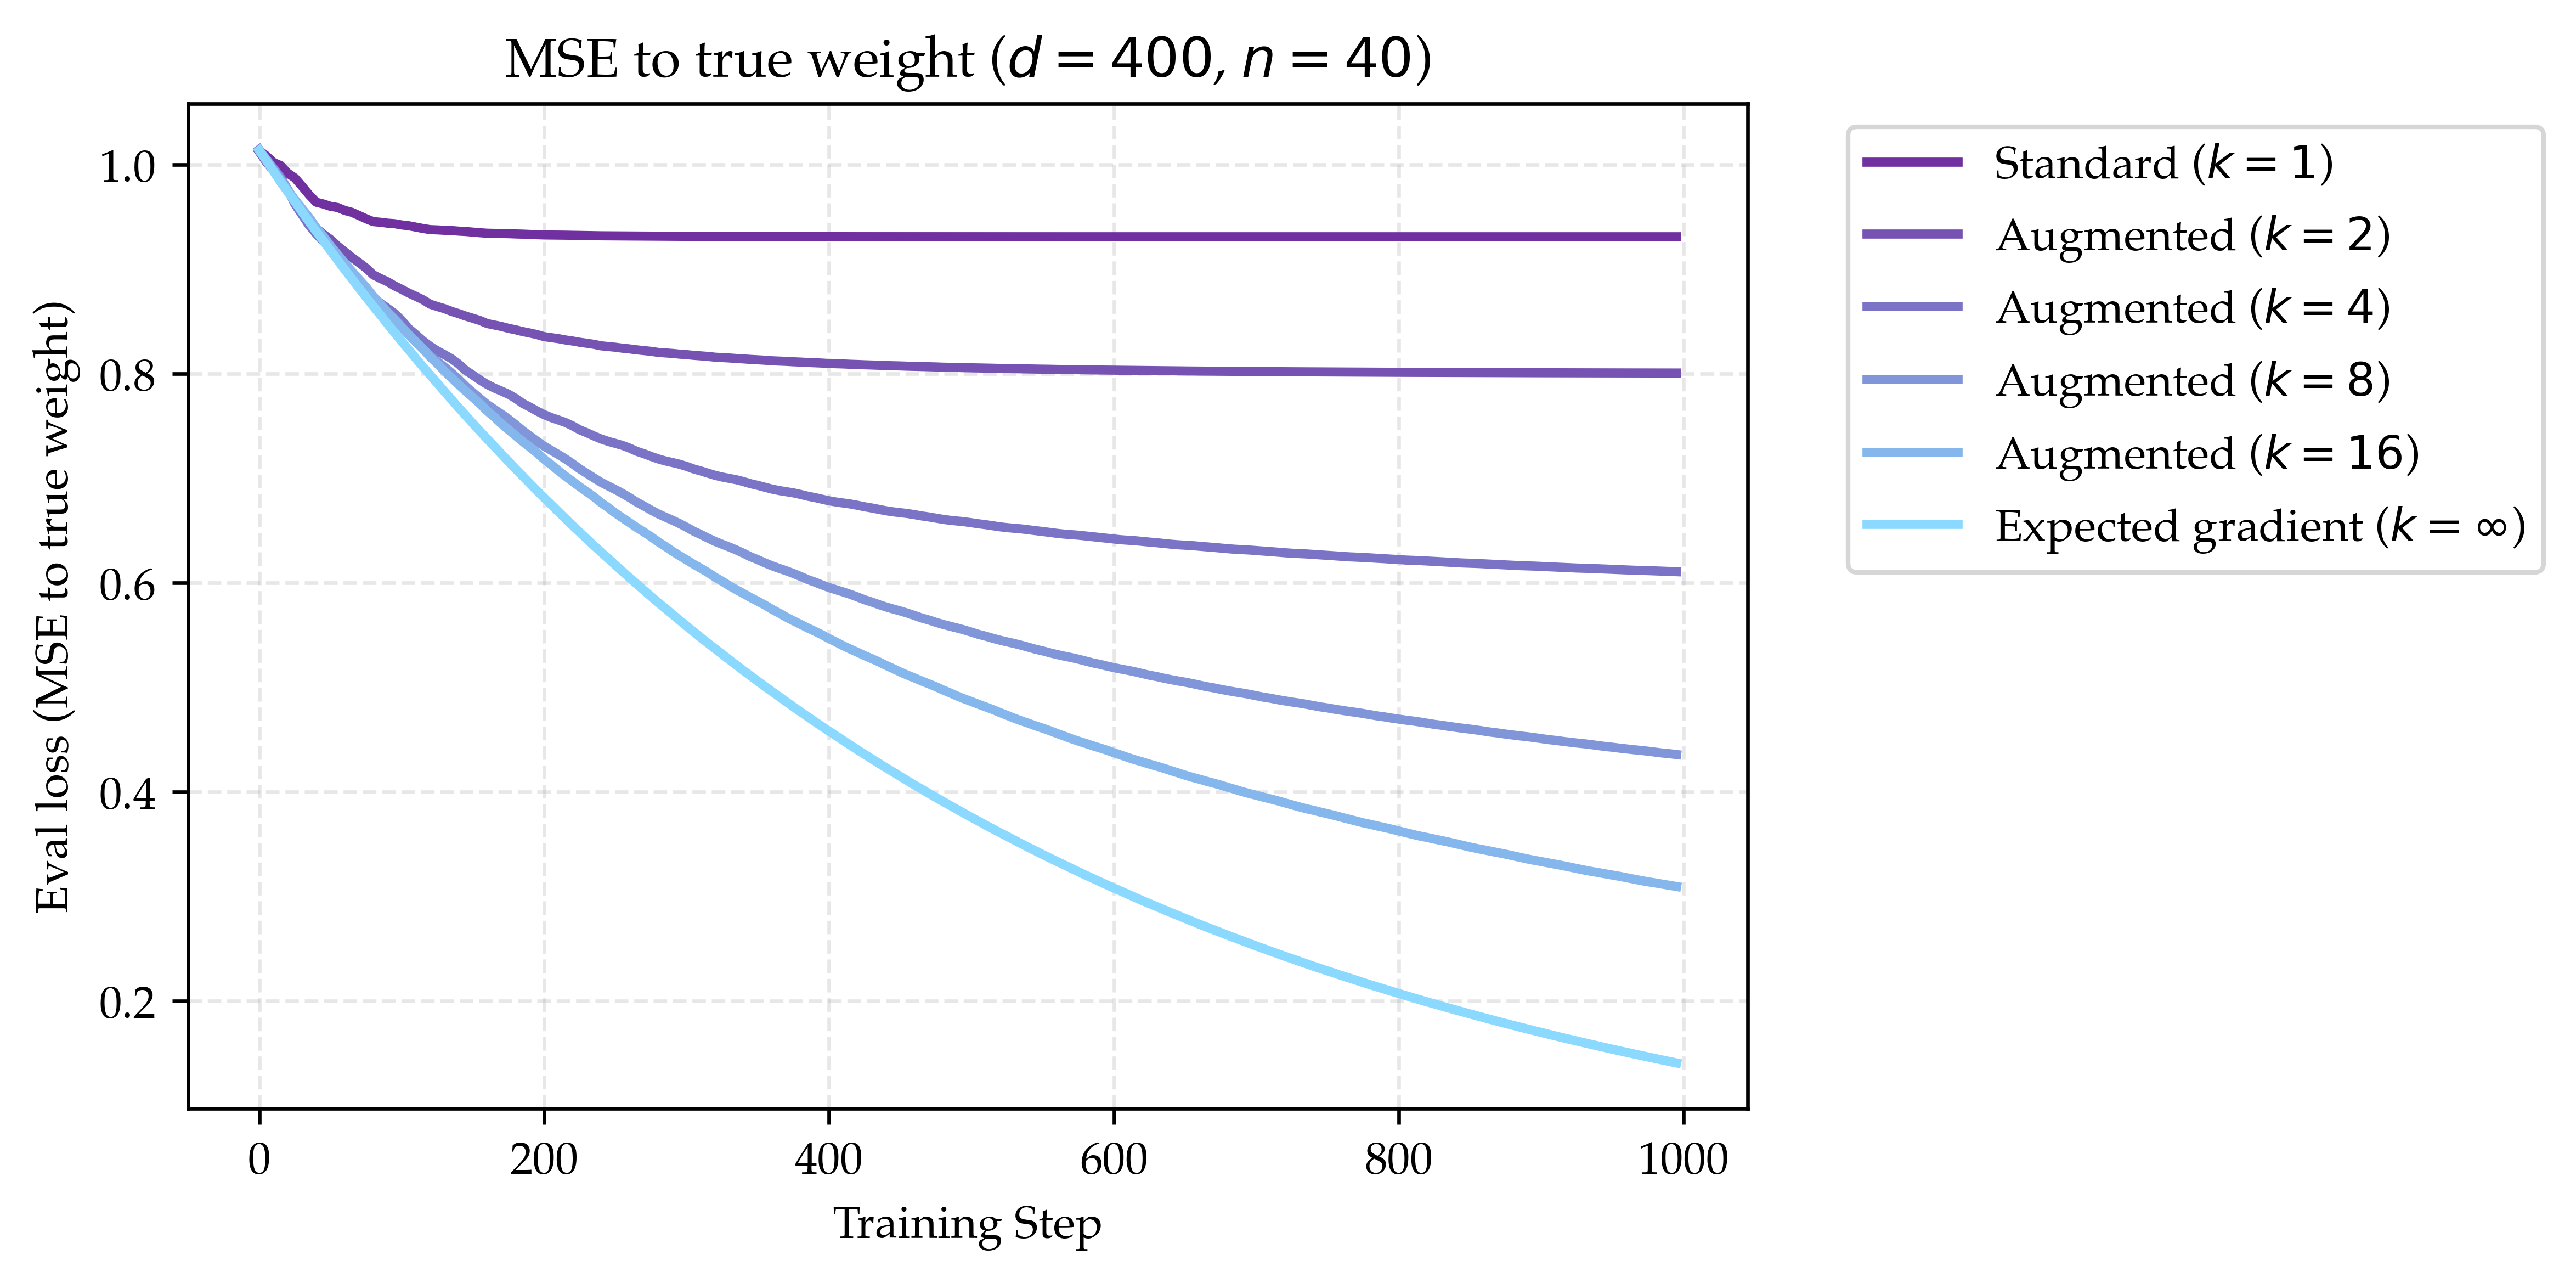 MSE to true weight (d = 400, n = 40)
Eval loss (MSE to true weight)
1.0
0.8
0.6
0.4
0.2
0 200 400 600 800 1000
Training Step
Standard (k = 1)
Augmented (k = 2)
Augmented (k = 4)
Augmented (k = 8)
Augmented (k = 16)
Expected gradient (k = ∞)